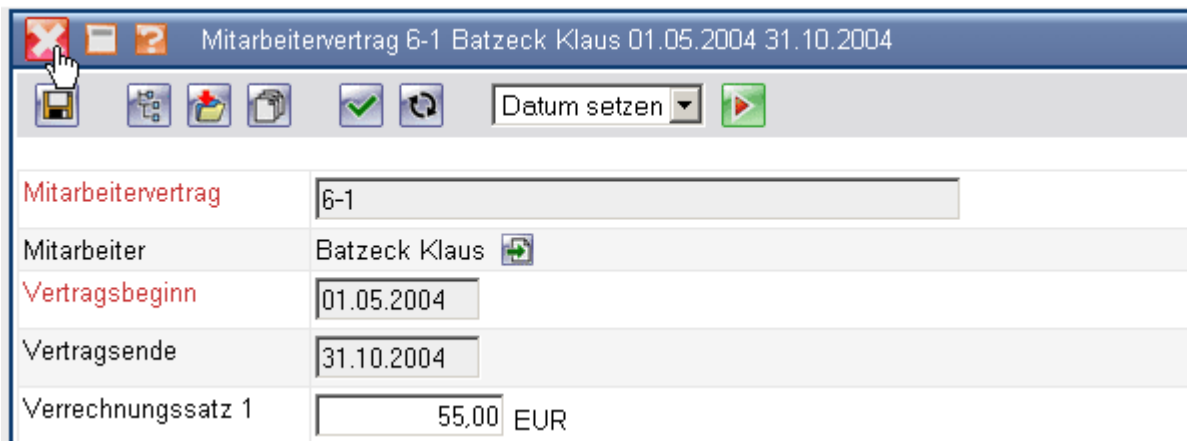 Mitarbeitervertrag 6-1 Batzeck Klaus 01.05.2004 31.10.2004
Datum setzen
Mitarbeitervertrag 6-1
Mitarbeiter Batzeck Klaus
Vertragsbeginn 01.05.2004
Vertragsende 31.10.2004
Verrechnungssatz 1 55,00 EUR